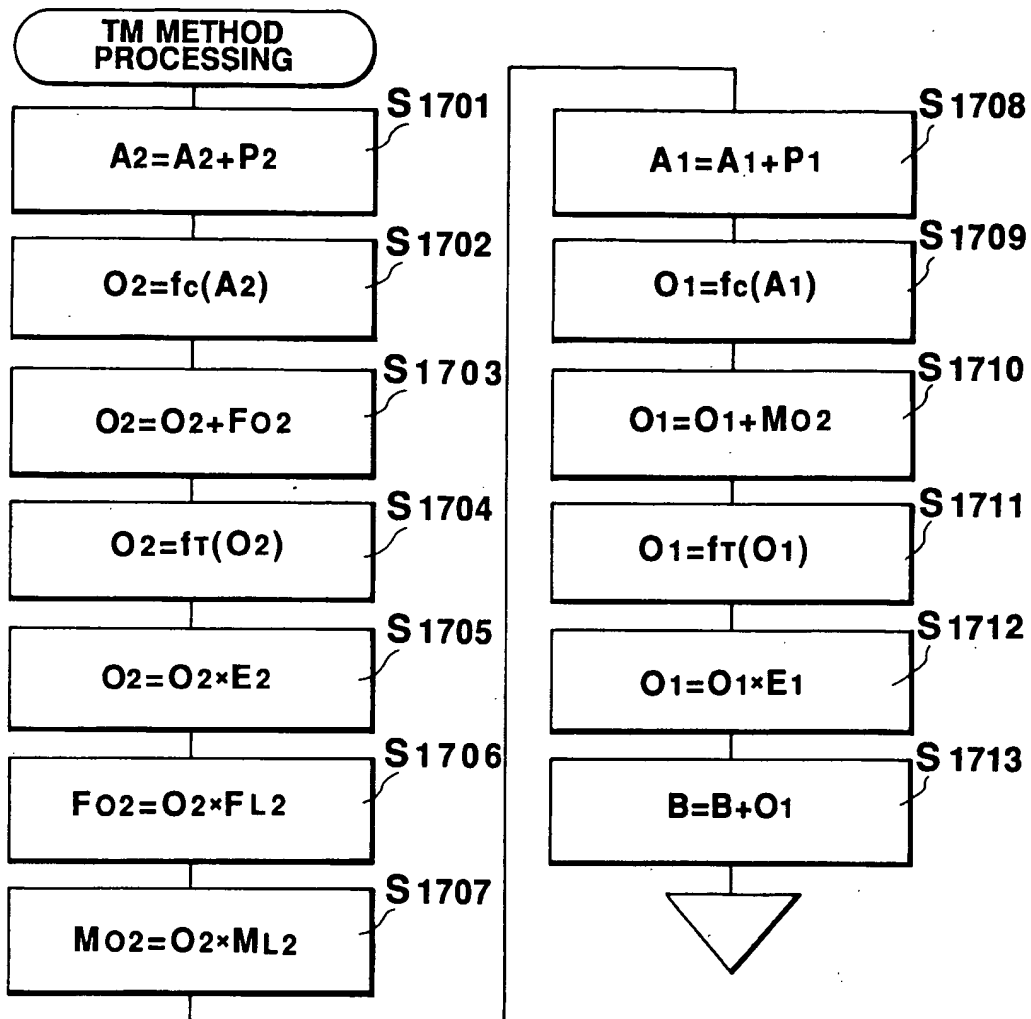 TM METHOD
PROCESSING
S1701
A2=A2+P2
S1702
O2=fc(A2)
S1703
O2=O2+FO2
S1704
O2=fT(O2)
S1705
O2=O2×E2
S1706
FO2=O2×FL2
S1707
MO2=O2×ML2
S1708
A1=A1+P1
S1709
O1=fc(A1)
S1710
O1=O1+MO2
S1711
O1=fT(O1)
S1712
O1=O1×E1
S1713
B=B+O1